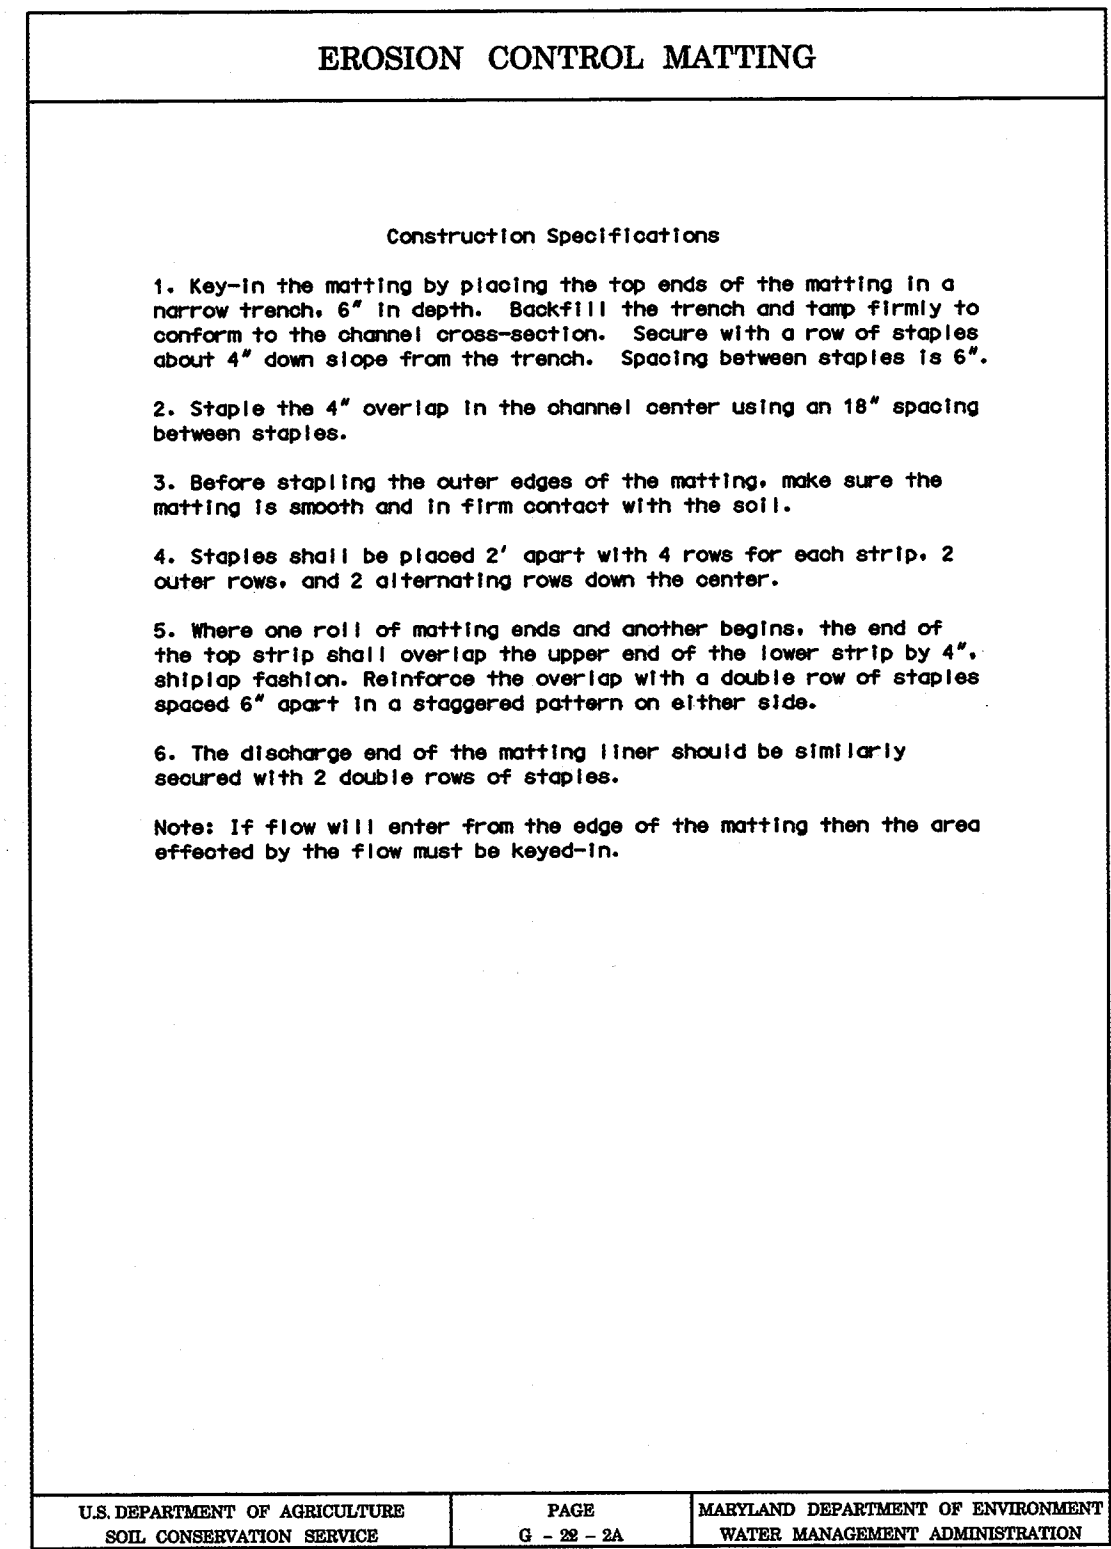 EROSION CONTROL MATTING
Construction Specifications
1. Key-in the matting by placing the top ends of the matting in a
narrow trench, 6" in depth. Backfill the trench and tamp firmly to
conform to the channel cross-section. Secure with a row of staples
about 4" down slope from the trench. Spacing between staples is 6".
2. Staple the 4" overlap in the channel center using an 18" spacing
between staples.
3. Before stapling the outer edges of the matting, make sure the
matting is smooth and in firm contact with the soil.
4. Staples shall be placed 2' apart with 4 rows for each strip, 2
outer rows, and 2 alternating rows down the center.
5. Where one roll of matting ends and another begins, the end of
the top strip shall overlap the upper end of the lower strip by 4",
shiplap fashion. Reinforce the overlap with a double row of staples
spaced 6" apart in a staggered pattern on either side.
6. The discharge end of the matting liner should be similarly
secured with 2 double rows of staples.
Note: If flow will enter from the edge of the matting then the area
effected by the flow must be keyed-in.
U.S. DEPARTMENT OF AGRICULTURE
SOIL CONSERVATION SERVICE
PAGE
G - 22 - 2A
MARYLAND DEPARTMENT OF ENVIRONMENT
WATER MANAGEMENT ADMINISTRATION